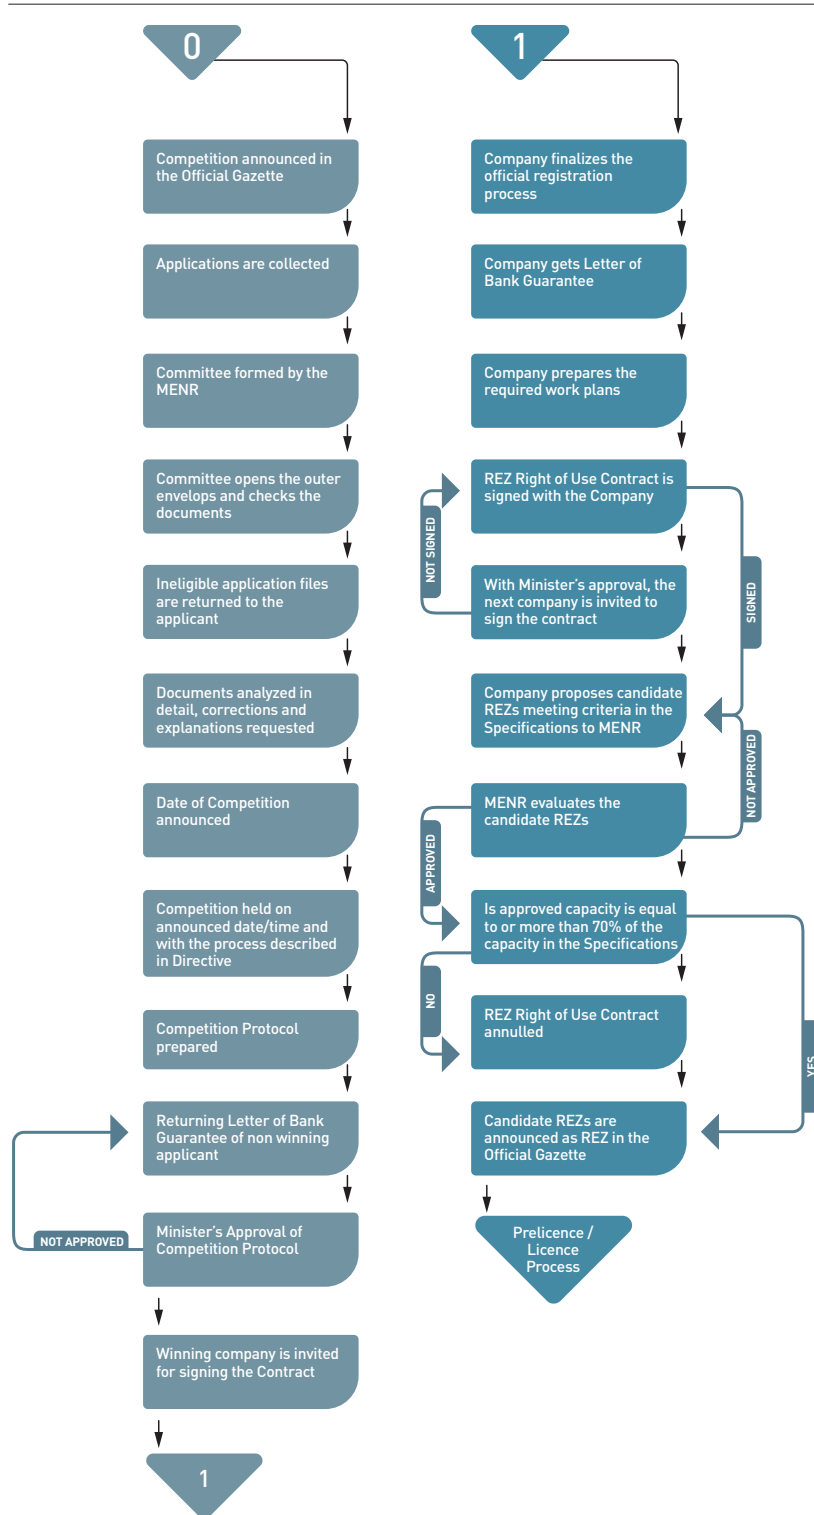 0
Competition announced in
the Official Gazette
Applications are collected
Committee formed by the
MENR
Committee opens the outer
envelops and checks the
documents
Ineligible application files
are returned to the
applicant
Documents analyzed in
detail, corrections and
explanations requested
Date of Competition
announced
Competition held on
announced date/time and
with the process described
in Directive
Competition Protocol
prepared
Returning Letter of Bank
Guarantee of non winning
applicant
NOT APPROVED
Minister's Approval of
Competition Protocol
Winning company is invited
for signing the Contract
1
1
Company finalizes the
official registration
process
Company gets Letter of
Bank Guarantee
Company prepares the
required work plans
REZ Right of Use Contract is
signed with the Company
NOT SIGNED
SIGNED
With Minister's approval, the
next company is invited to
sign the contract
Company proposes candidate
REZs meeting criteria in the
Specifications to MENR
NOT APPROVED
MENR evaluates the
candidate REZs
APPROVED
Is approved capacity is equal
to or more than 70% of the
capacity in the Specifications
NO
YES
REZ Right of Use Contract
annulled
Candidate REZs are
announced as REZ in the
Official Gazette
Prelicence /
Licence
Process